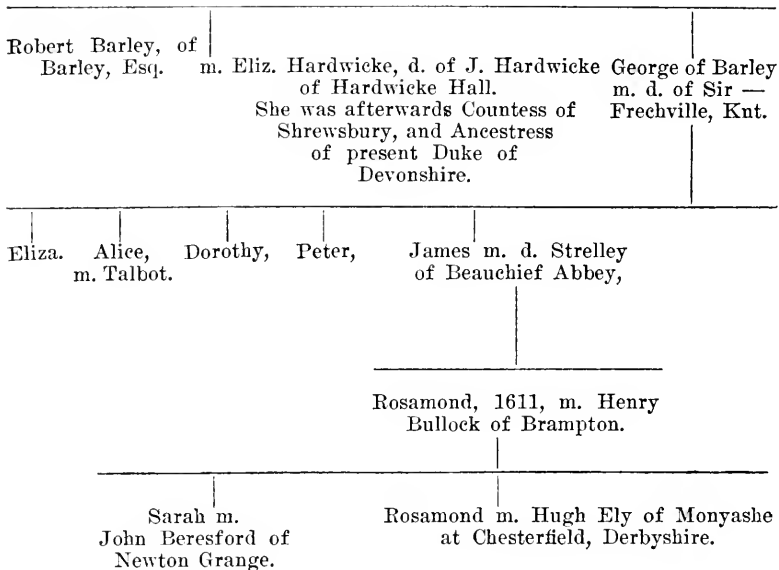 Robert Barley, of
Barley, Esq.
m. Eliz. Hardwicke, d. of J. Hardwicke
of Hardwicke Hall.
She was afterwards Countess of
Shrewsbury, and Ancestress
of present Duke of
Devonshire.
George of Barley
m. d. of Sir —
Frechville, Knt.
Eliza.
Alice,
m. Talbot.
Dorothy,
Peter,
James m. d. Strelley
of Beauchief Abbey,
Rosamond, 1611, m. Henry
Bullock of Brampton.
Sarah m.
John Beresford of
Newton Grange.
Rosamond m. Hugh Ely of Monyashe
at Chesterfield, Derbyshire.